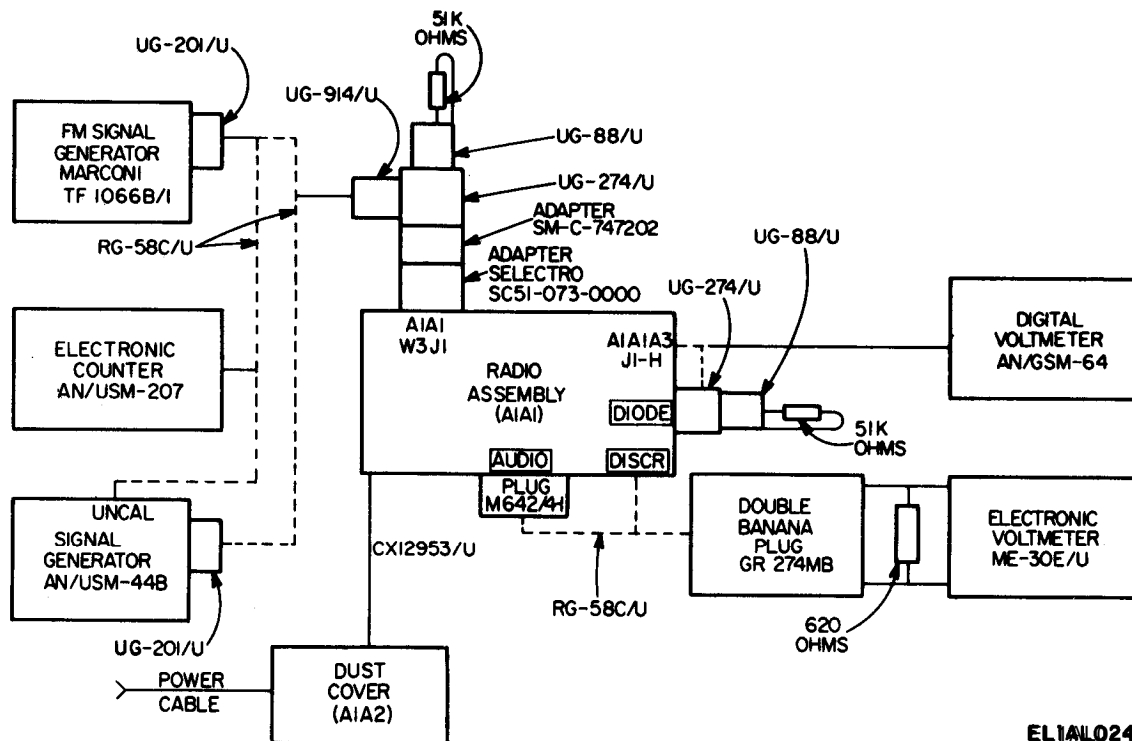 51K
OHMS
UG-201/U
UG-914/U
FM SIGNAL
GENERATOR
MARCONI
TF 1066B/1
UG-88/U
UG-274/U
ADAPTER
SM-C-747202
RG-58C/U
ADAPTER
SELECTRO
SC51-073-0000
UG-88/U
UG-274/U
ELECTRONIC
COUNTER
AN/USM-207
A1A1
W3J1
A1A1A3
J1-H
RADIO
ASSEMBLY
(A1A1)
DIODE
AUDIO
DISCR
DIGITAL
VOLTMETER
AN/GSM-64
51K
OHMS
PLUG
M642/4-1
UNCAL
SIGNAL
GENERATOR
AN/USM-44B
UG-201/U
CX12953/U
RG-58C/U
DOUBLE
BANANA
PLUG
GR 274MB
620
OHMS
ELECTRONIC
VOLTMETER
ME-30E/U
POWER
CABLE
DUST
COVER
(A1A2)